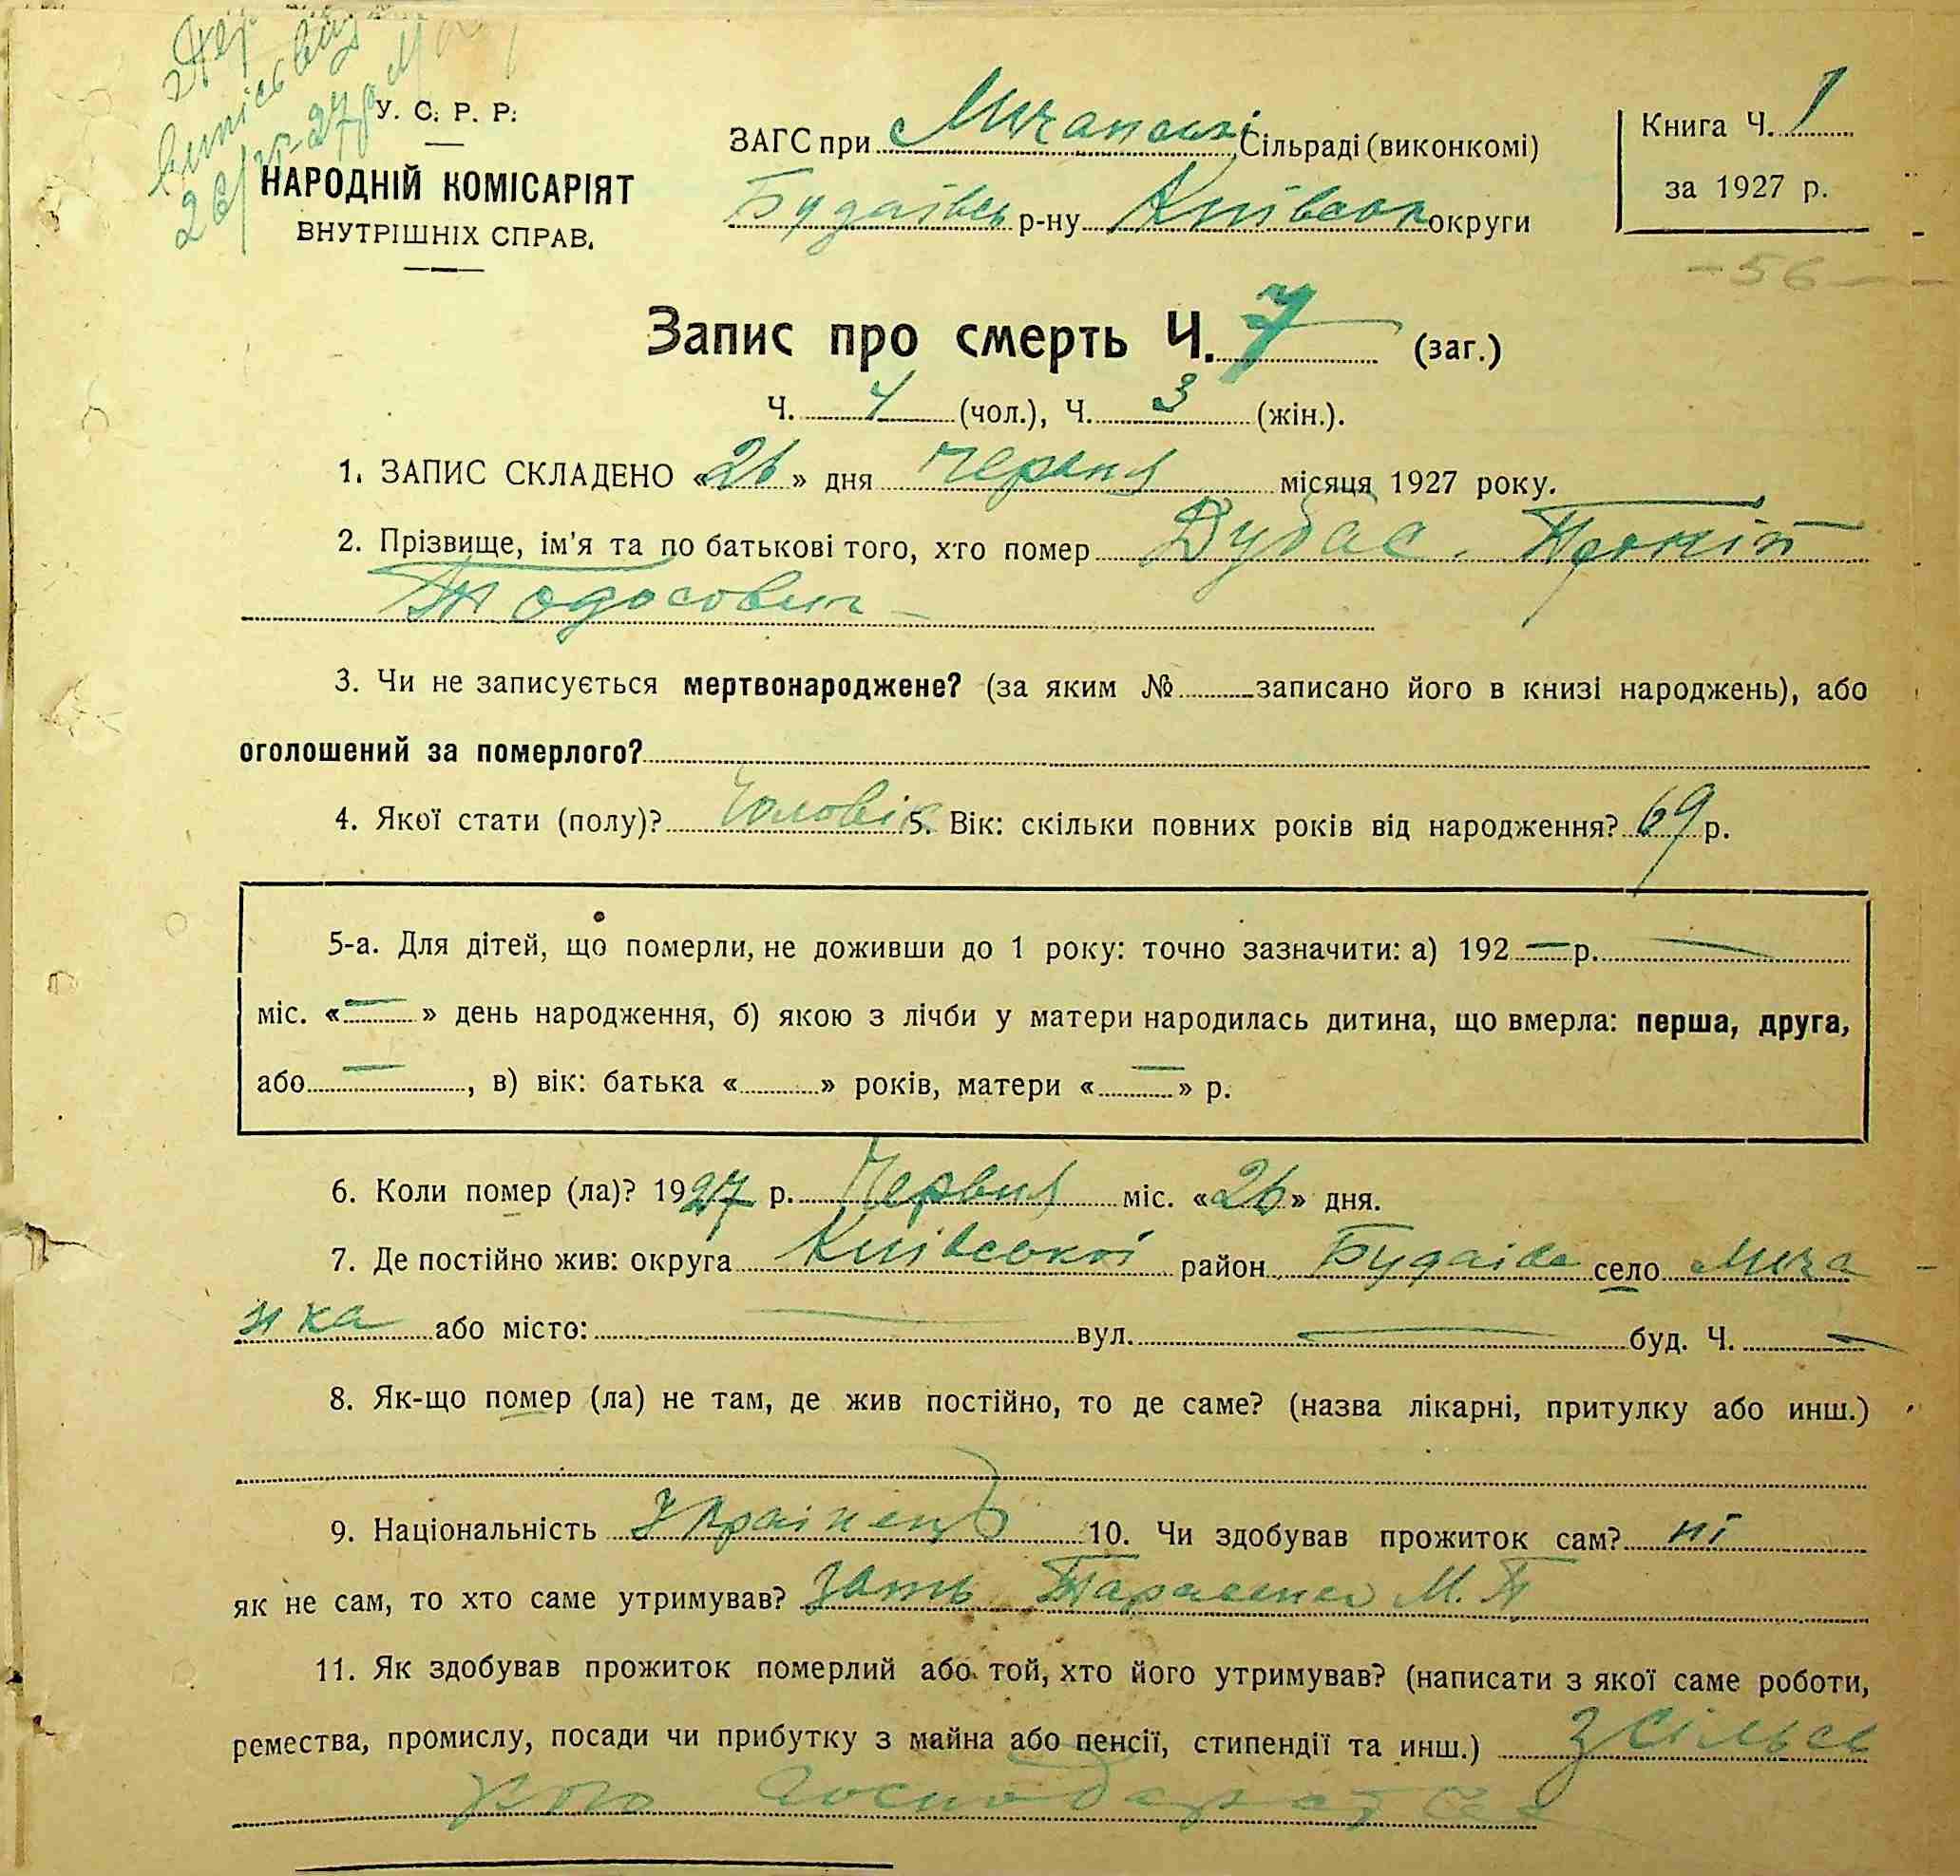 У. С. Р. Р.
НАРОДНІЙ КОМІСАРІЯТ
ВНУТРІШНІХ СПРАВ.
ЗАГС при Мичанські Сільраді (виконкомі)
Будаївсь р-ну Київськ округи
Книга Ч. 1
за 1927 р.
- 56 -
Запис про смерть Ч. 7 (заг.)
Ч. 4 (чол.), Ч. 3 (жін.).
1. ЗАПИС СКЛАДЕНО «26» дня червня місяця 1927 року.
2. Прізвище, ім'я та по батькові того, хто помер Дубас Прокіп
Тодосович
3. Чи не записується мертвонароджене? (за яким № записано його в книзі народжень), або
оголошений за померлого?
4. Якої стати (полу)? Чоловік 5. Вік: скільки повних років від народження? 69 р.
5-а. Для дітей, що померли, не доживши до 1 року: точно зазначити: а) 192 — р. —
міс. «—» день народження, б) якою з лічби у матери народилась дитина, що вмерла: перша, друга,
або —, в) вік: батька « » років, матери «—» р.
6. Коли помер (ла)? 1927 р. Червня міс. «26» дня.
7. Де постійно жив: округа Київської район Будаївс село Мича
нка або місто: — вул. — буд. Ч. —
8. Як-що помер (ла) не там, де жив постійно, то де саме? (назва лікарні, притулку або инш.)
9. Національність Українець 10. Чи здобував прожиток сам? ні
як не сам, то хто саме утримував? зять Тарасенко М. П
11. Як здобував прожиток померлий або той, хто його утримував? (написати з якої саме роботи,
ремества, промислу, посади чи прибутку з майна або пенсії, стипендії та инш.) з сільсь
кого господарства